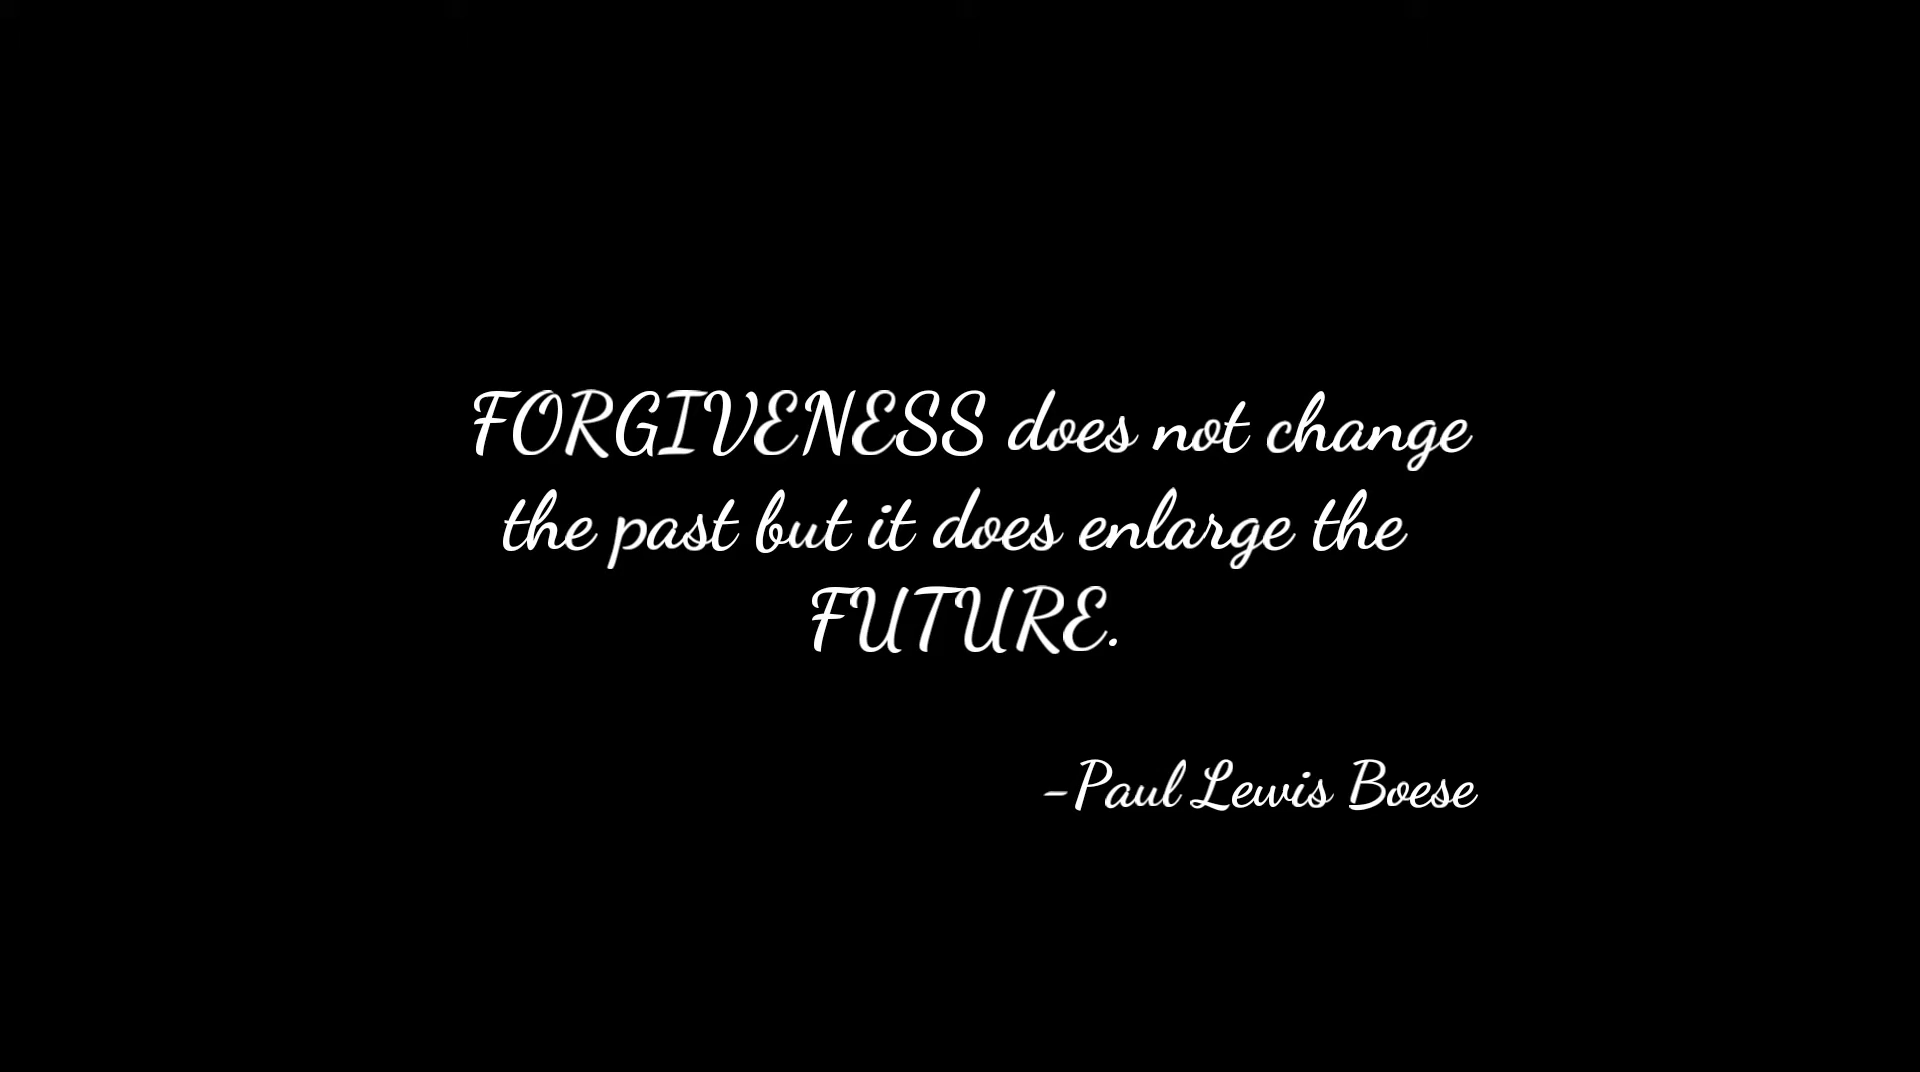 FORGIVENESS does not change
the past but it does enlarge the
FUTURE.
-Paul Lewis Boese